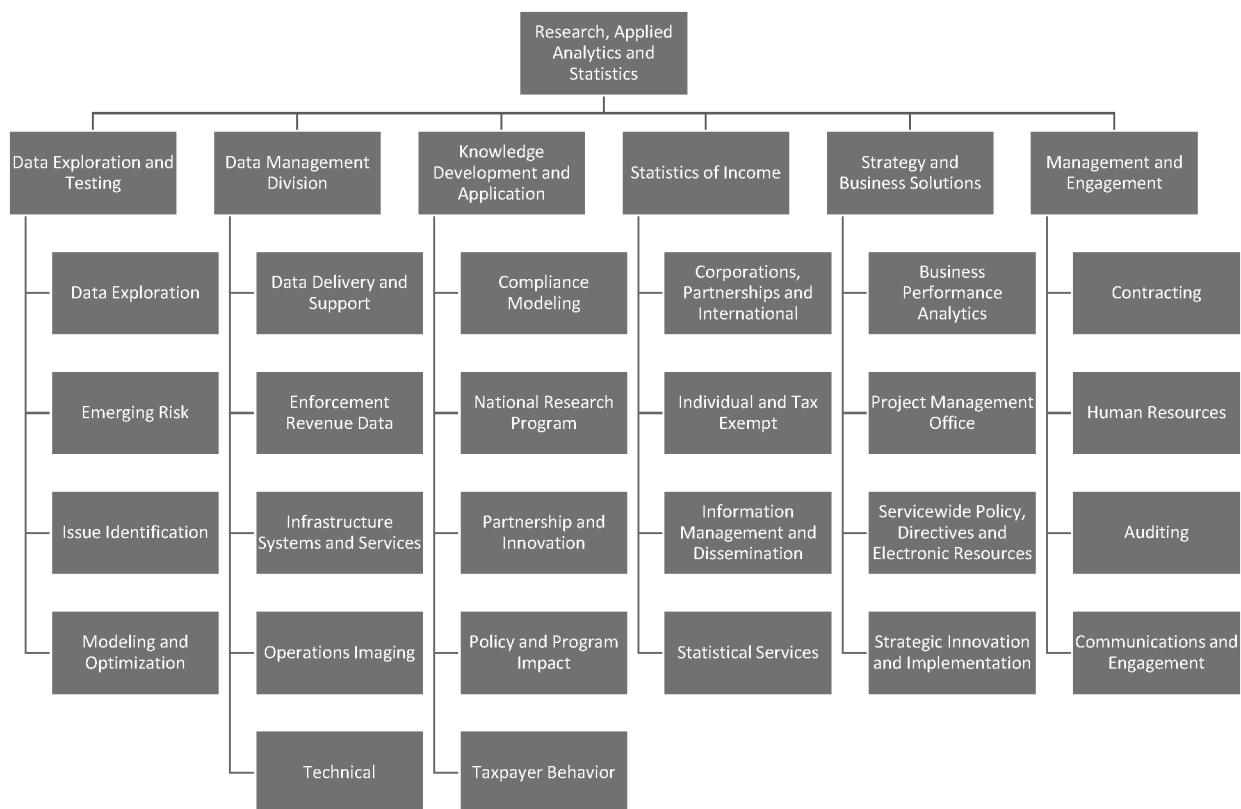 Research, Applied
Analytics and
Statistics
Data Exploration and
Testing
Data Management
Division
Knowledge
Development and
Application
Statistics of Income
Strategy and
Business Solutions
Management and
Engagement
Data Exploration
Emerging Risk
Issue Identification
Modeling and
Optimization
Data Delivery and
Support
Enforcement
Revenue Data
Infrastructure
Systems and Services
Operations Imaging
Technical
Compliance
Modeling
National Research
Program
Partnership and
Innovation
Policy and Program
Impact
Taxpayer Behavior
Corporations,
Partnerships and
International
Individual and Tax
Exempt
Information
Management and
Dissemination
Statistical Services
Business
Performance
Analytics
Project Management
Office
Servicewide Policy,
Directives and
Electronic Resources
Strategic Innovation
and Implementation
Contracting
Human Resources
Auditing
Communications and
Engagement